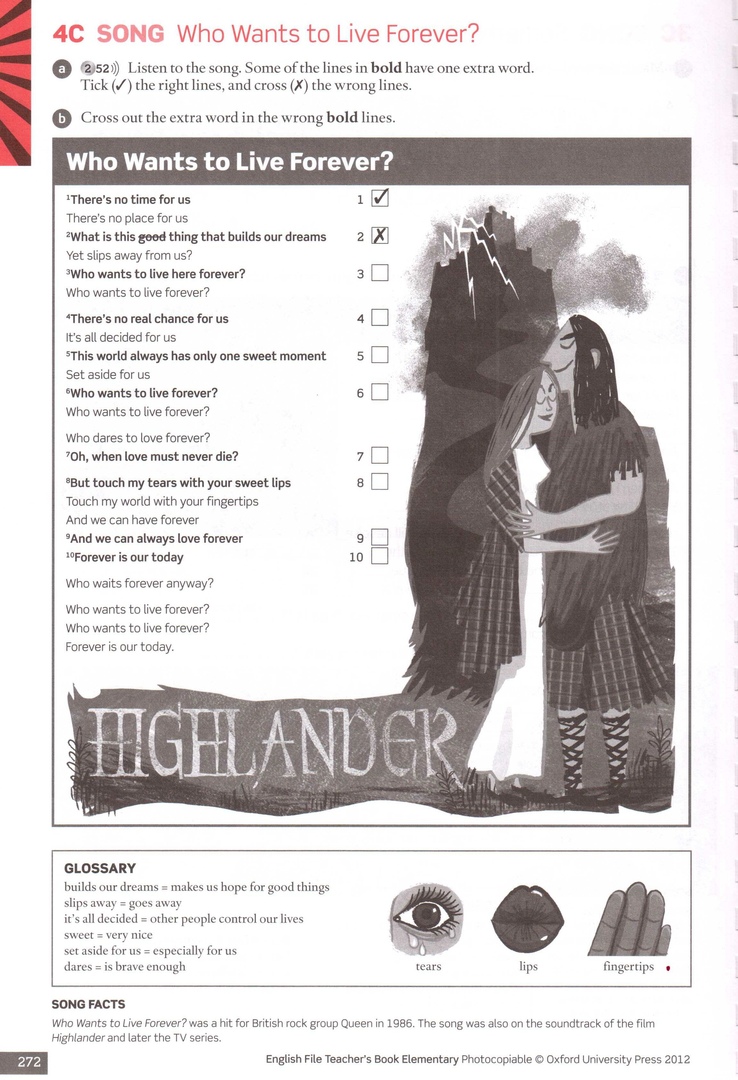 4C SONG Who Wants to Live Forever?
a 2 52 Listen to the song. Some of the lines in bold have one extra word.
Tick (✓) the right lines, and cross (✗) the wrong lines.
b Cross out the extra word in the wrong bold lines.
Who Wants to Live Forever?
1There's no time for us 1 ✓
There's no place for us
2What is this good thing that builds our dreams 2 ✗
Yet slips away from us?
3Who wants to live here forever? 3
Who wants to live forever?
4There's no real chance for us 4
It's all decided for us
5This world always has only one sweet moment 5
Set aside for us
6Who wants to live forever? 6
Who wants to live forever?
Who dares to love forever?
7Oh, when love must never die? 7
8But touch my tears with your sweet lips 8
Touch my world with your fingertips
And we can have forever
9And we can always love forever 9
10Forever is our today 10
Who waits forever anyway?
Who wants to live forever?
Who wants to live forever?
Forever is our today.
HIGHLANDER
GLOSSARY
builds our dreams = makes us hope for good things
slips away = goes away
it's all decided = other people control our lives
sweet = very nice
set aside for us = especially for us
dares = is brave enough
tears lips fingertips
SONG FACTS
Who Wants to Live Forever? was a hit for British rock group Queen in 1986. The song was also on the soundtrack of the film
Highlander and later the TV series.
272 English File Teacher's Book Elementary Photocopiable © Oxford University Press 2012